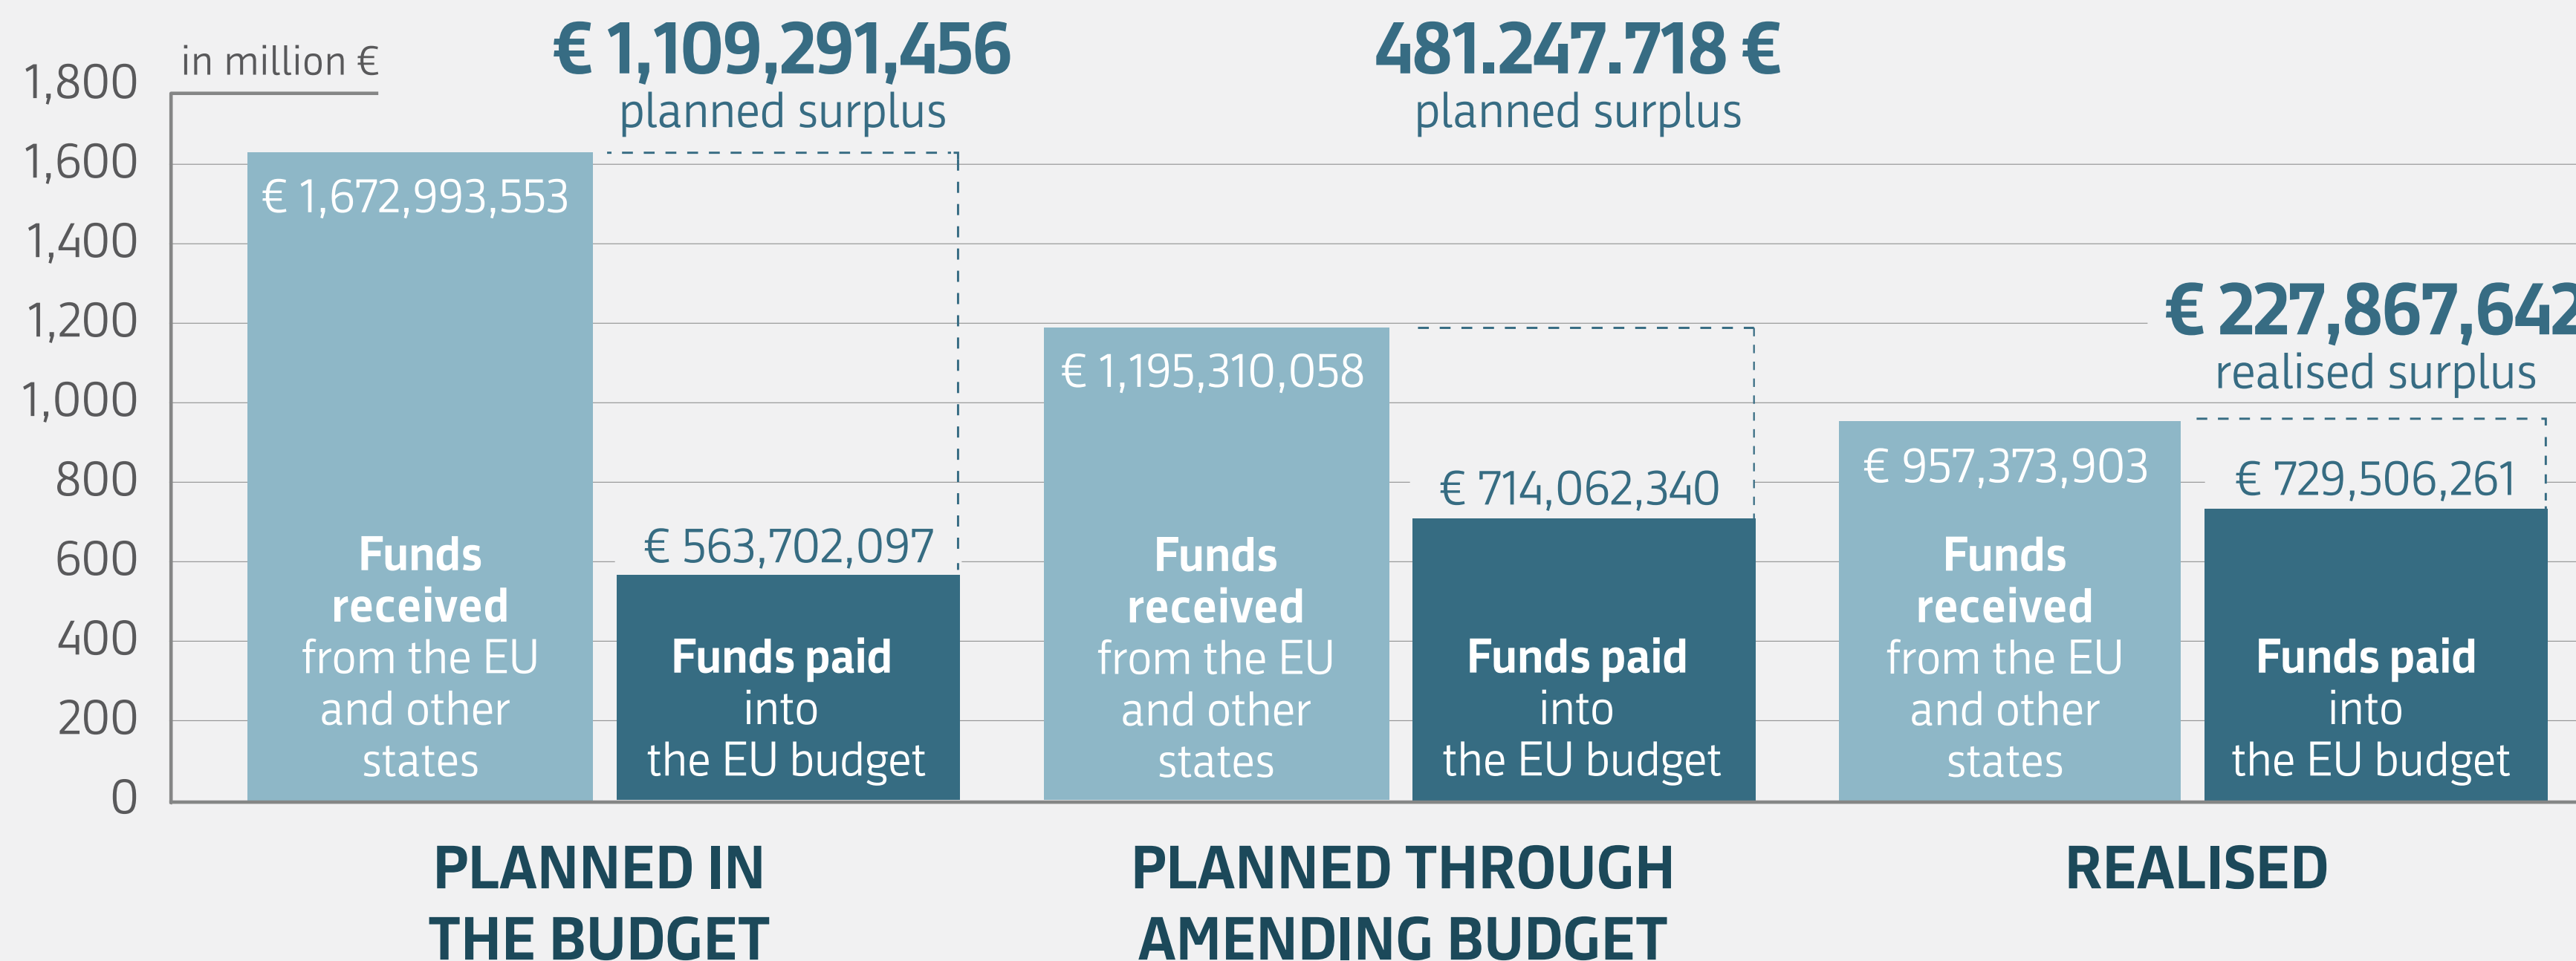 in million €
1,800
1,600
1,400
1,200
1,000
800
600
400
200
0
€ 1,109,291,456
planned surplus
€ 1,672,993,553
Funds
received
from the EU
and other
states
€ 563,702,097
Funds paid
into
the EU budget
PLANNED IN
THE BUDGET
481.247.718 €
planned surplus
€ 1,195,310,058
Funds
received
from the EU
and other
states
€ 714,062,340
Funds paid
into
the EU budget
PLANNED THROUGH
AMENDING BUDGET
€ 227,867,642
realised surplus
€ 957,373,903
Funds
received
from the EU
and other
states
€ 729,506,261
Funds paid
into
the EU budget
REALISED